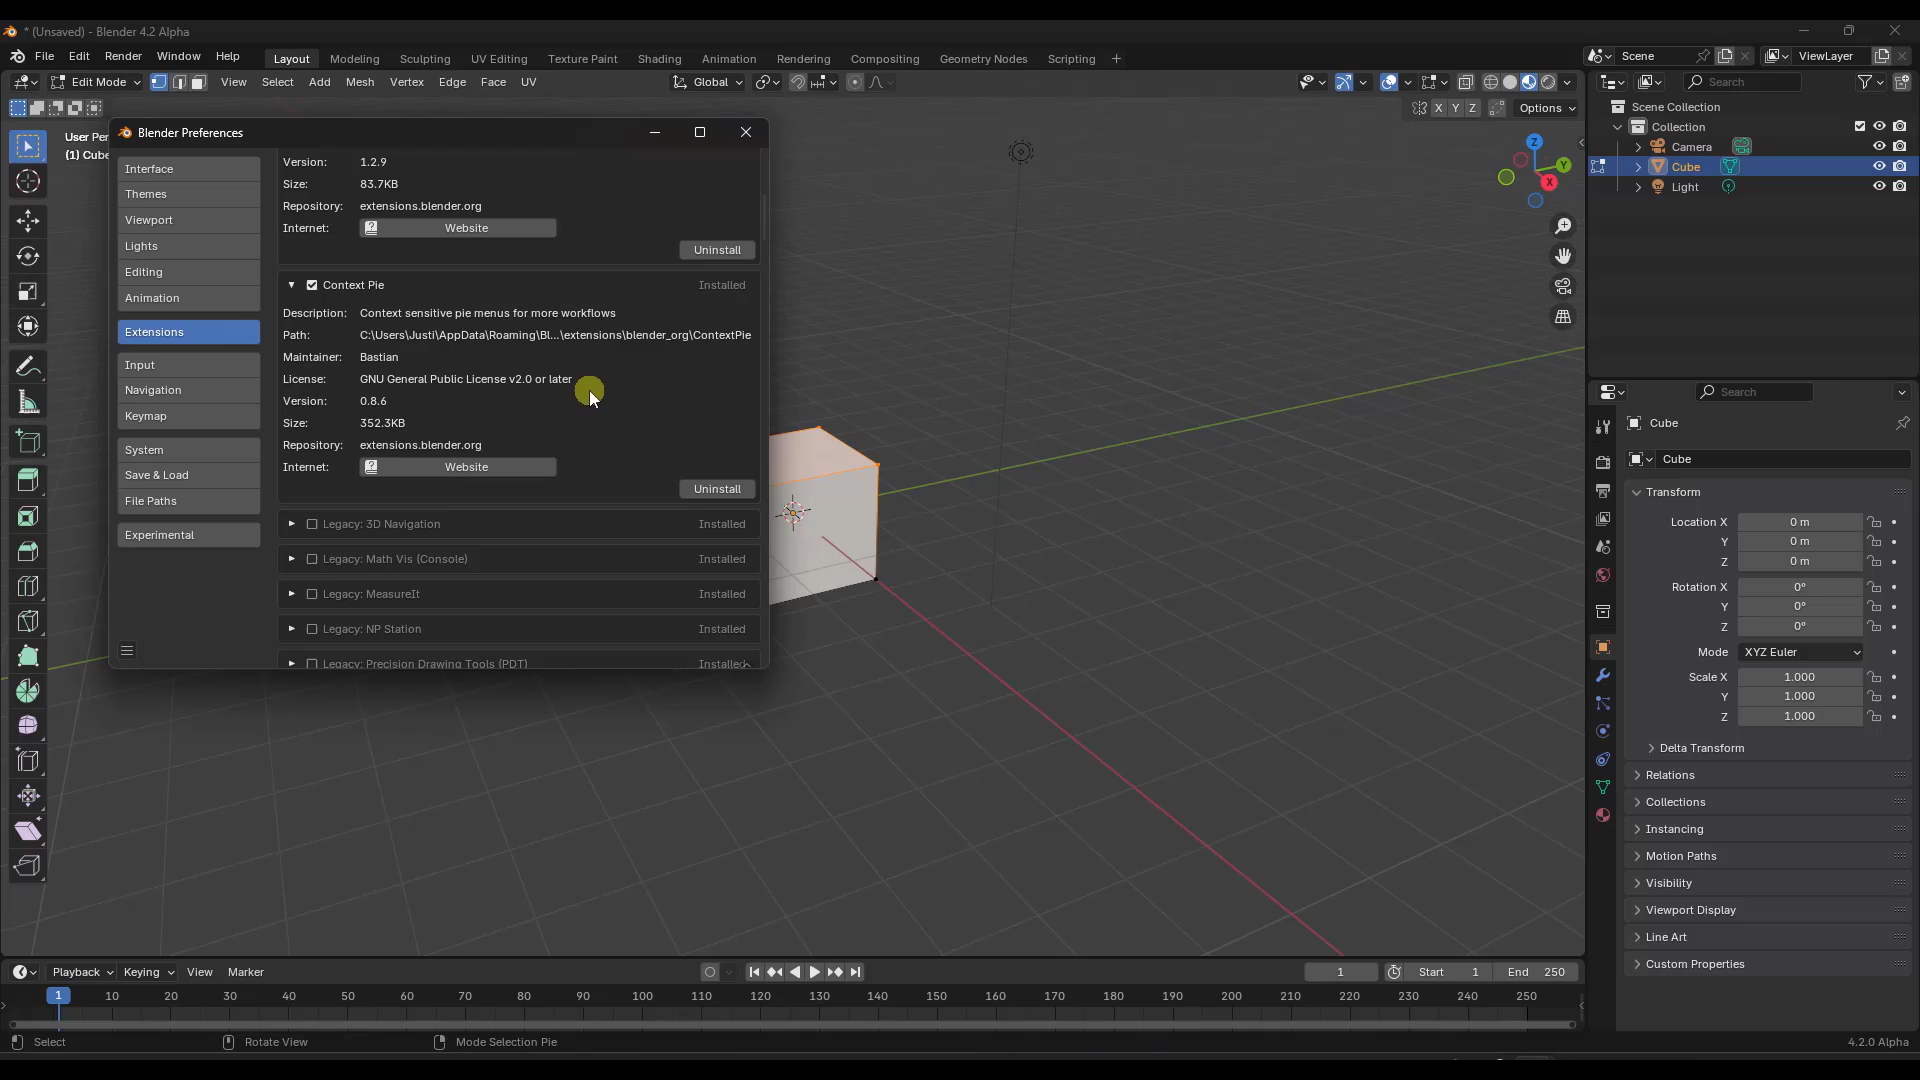 * (Unsaved) - Blender 4.2 Alpha
File Edit Render Window Help Layout Modeling Sculpting UV Editing Texture Paint Shading Animation Rendering Compositing Geometry Nodes Scripting + Scene ViewLayer
Edit Mode View Select Add Mesh Vertex Edge Face UV Global Search
X Y Z Options
User Per
(1) Cube
Z
Y
X
Scene Collection
Collection
Camera
Cube
Light
Blender Preferences
Interface
Themes
Viewport
Lights
Editing
Animation
Extensions
Input
Navigation
Keymap
System
Save & Load
File Paths
Experimental
Version: 1.2.9
Size: 83.7KB
Repository: extensions.blender.org
Internet: Website
Uninstall
Context Pie Installed
Description: Context sensitive pie menus for more workflows
Path: C:\Users\Justi\AppData\Roaming\Bl...\extensions\blender_org\ContextPie
Maintainer: Bastian
License: GNU General Public License v2.0 or later
Version: 0.8.6
Size: 352.3KB
Repository: extensions.blender.org
Internet: Website
Uninstall
Legacy: 3D Navigation Installed
Legacy: Math Vis (Console) Installed
Legacy: MeasureIt Installed
Legacy: NP Station Installed
Legacy: Precision Drawing Tools (PDT) Installed
Search
Cube
Cube
Transform
Location X 0 m
Y 0 m
Z 0 m
Rotation X 0°
Y 0°
Z 0°
Mode XYZ Euler
Scale X 1.000
Y 1.000
Z 1.000
Delta Transform
Relations
Collections
Instancing
Motion Paths
Visibility
Viewport Display
Line Art
Custom Properties
Playback Keying View Marker 1 Start 1 End 250
1 10 20 30 40 50 60 70 80 90 100 110 120 130 140 150 160 170 180 190 200 210 220 230 240 250
Select Rotate View Mode Selection Pie 4.2.0 Alpha